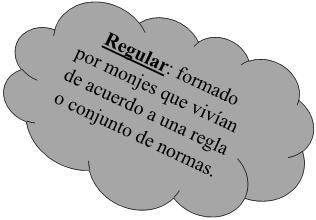 Regular: formado
por monjes que vivían
de acuerdo a una regla
o conjunto de normas.